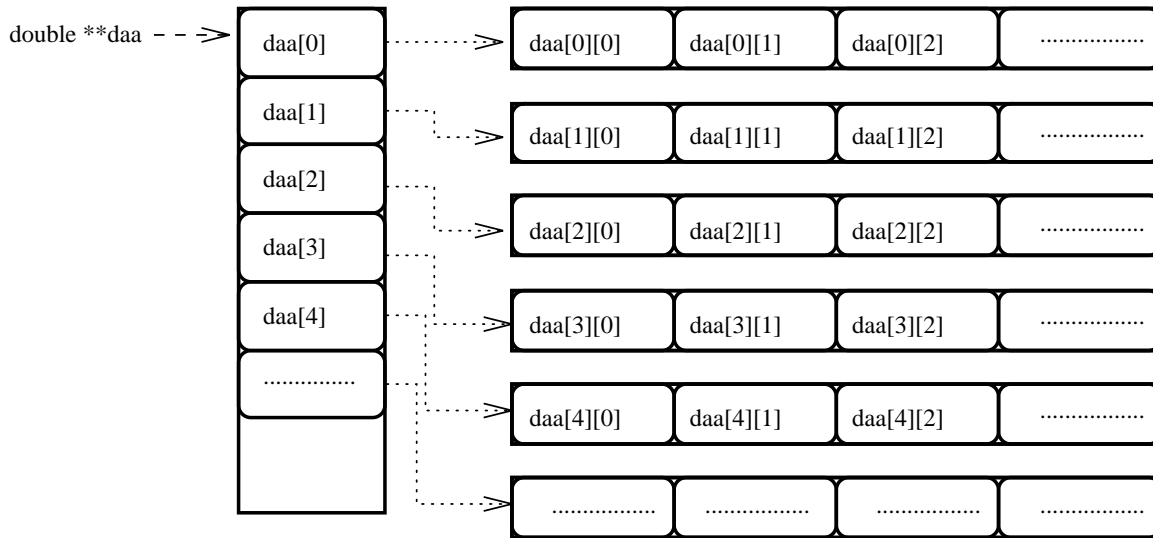 double **daa
daa[0]
daa[0][0] daa[0][1] daa[0][2] ..................
daa[1]
daa[1][0] daa[1][1] daa[1][2] ..................
daa[2]
daa[2][0] daa[2][1] daa[2][2] ..................
daa[3]
daa[3][0] daa[3][1] daa[3][2] ..................
daa[4]
daa[4][0] daa[4][1] daa[4][2] ..................
................
.................. .................. .................. ..................